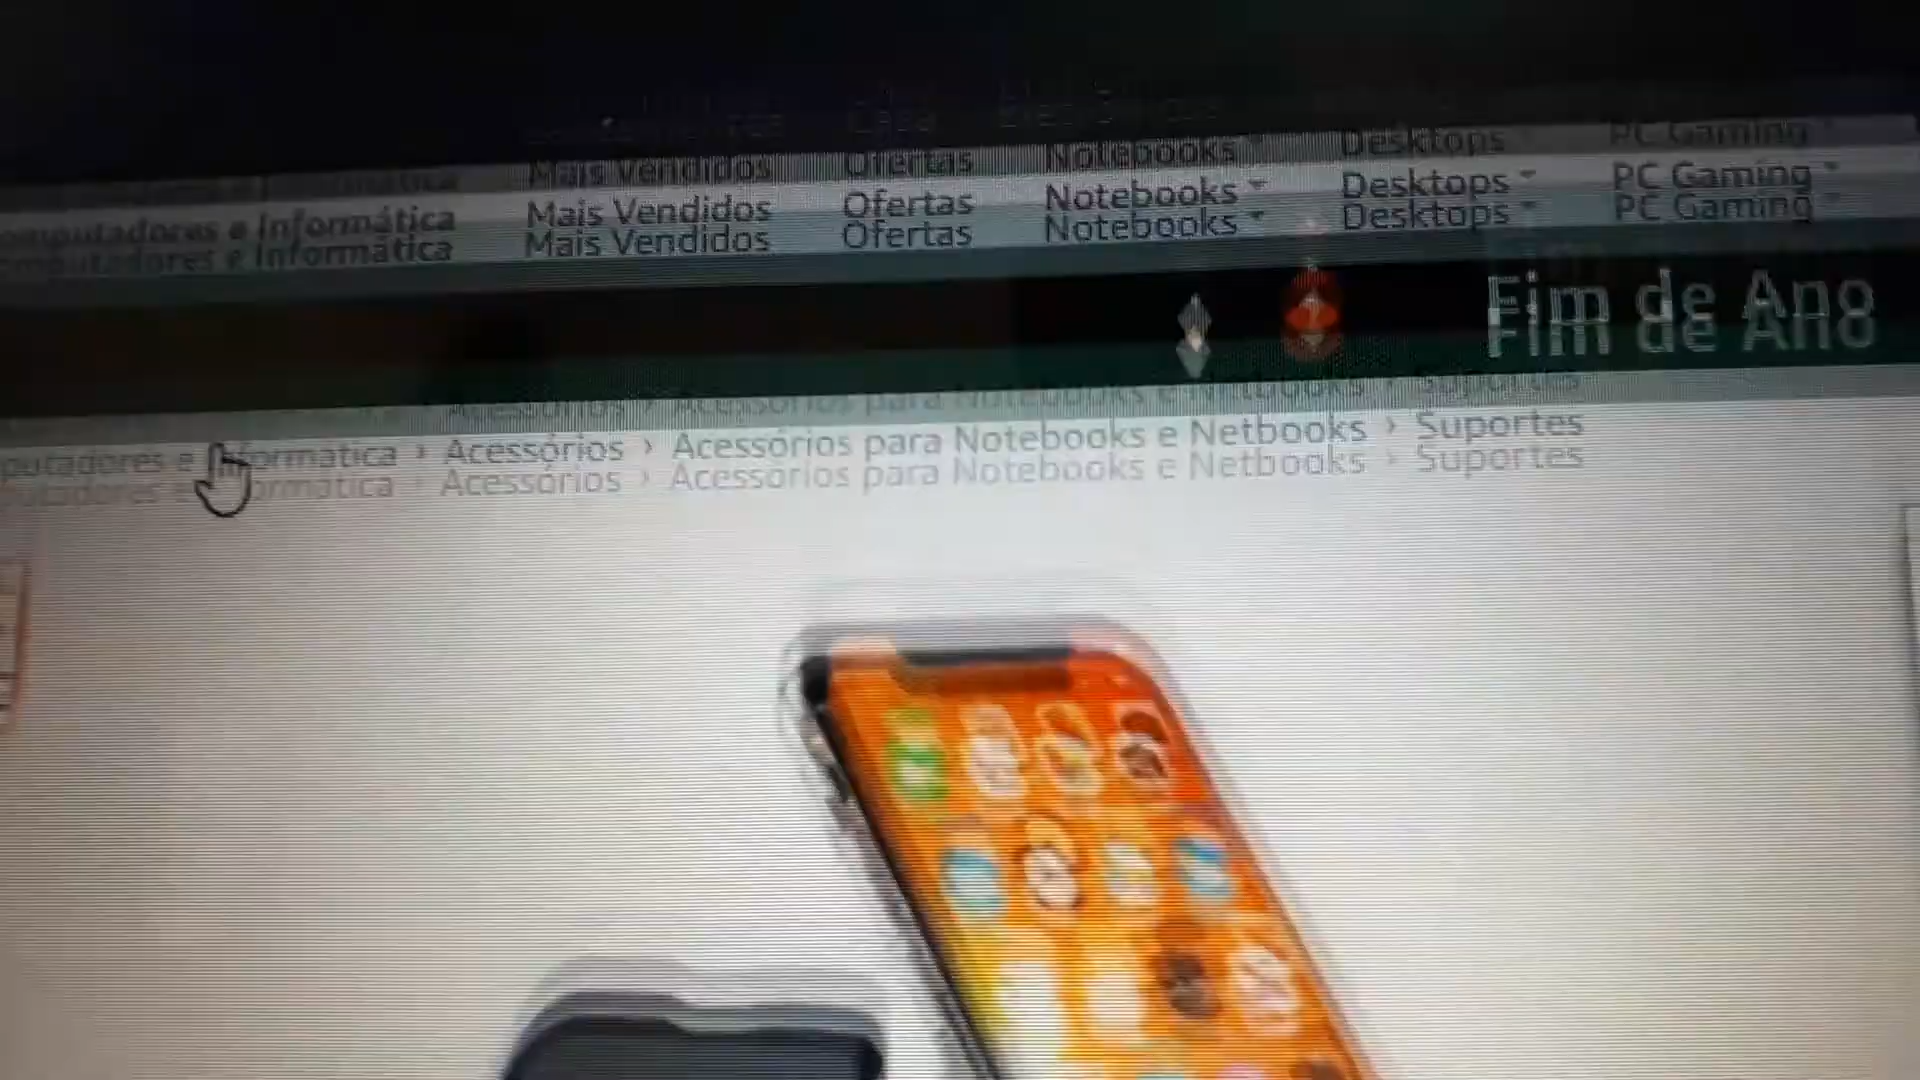 Computadores e Informática Mais Vendidos Ofertas Notebooks Desktops PC Gaming
Fim de Ano
Informática › Acessórios › Acessórios para Notebooks e Netbooks › Suportes